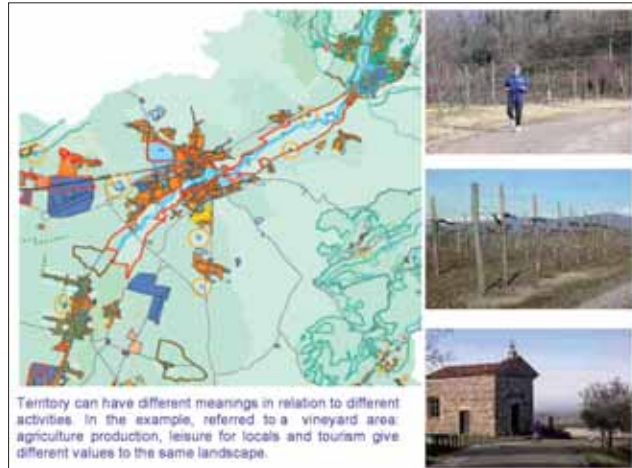 Territory can have different meanings in relation to different
activities. In the example, referred to a vineyard area:
agriculture production, leisure for locals and tourism give
different values to the same landscape.